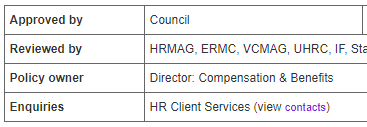 Approved by Council
Reviewed by HRMAG, ERMC, VCMAG, UHRC, IF,
Policy owner Director: Compensation & Benefits
Enquiries HR Client Services (view contacts)